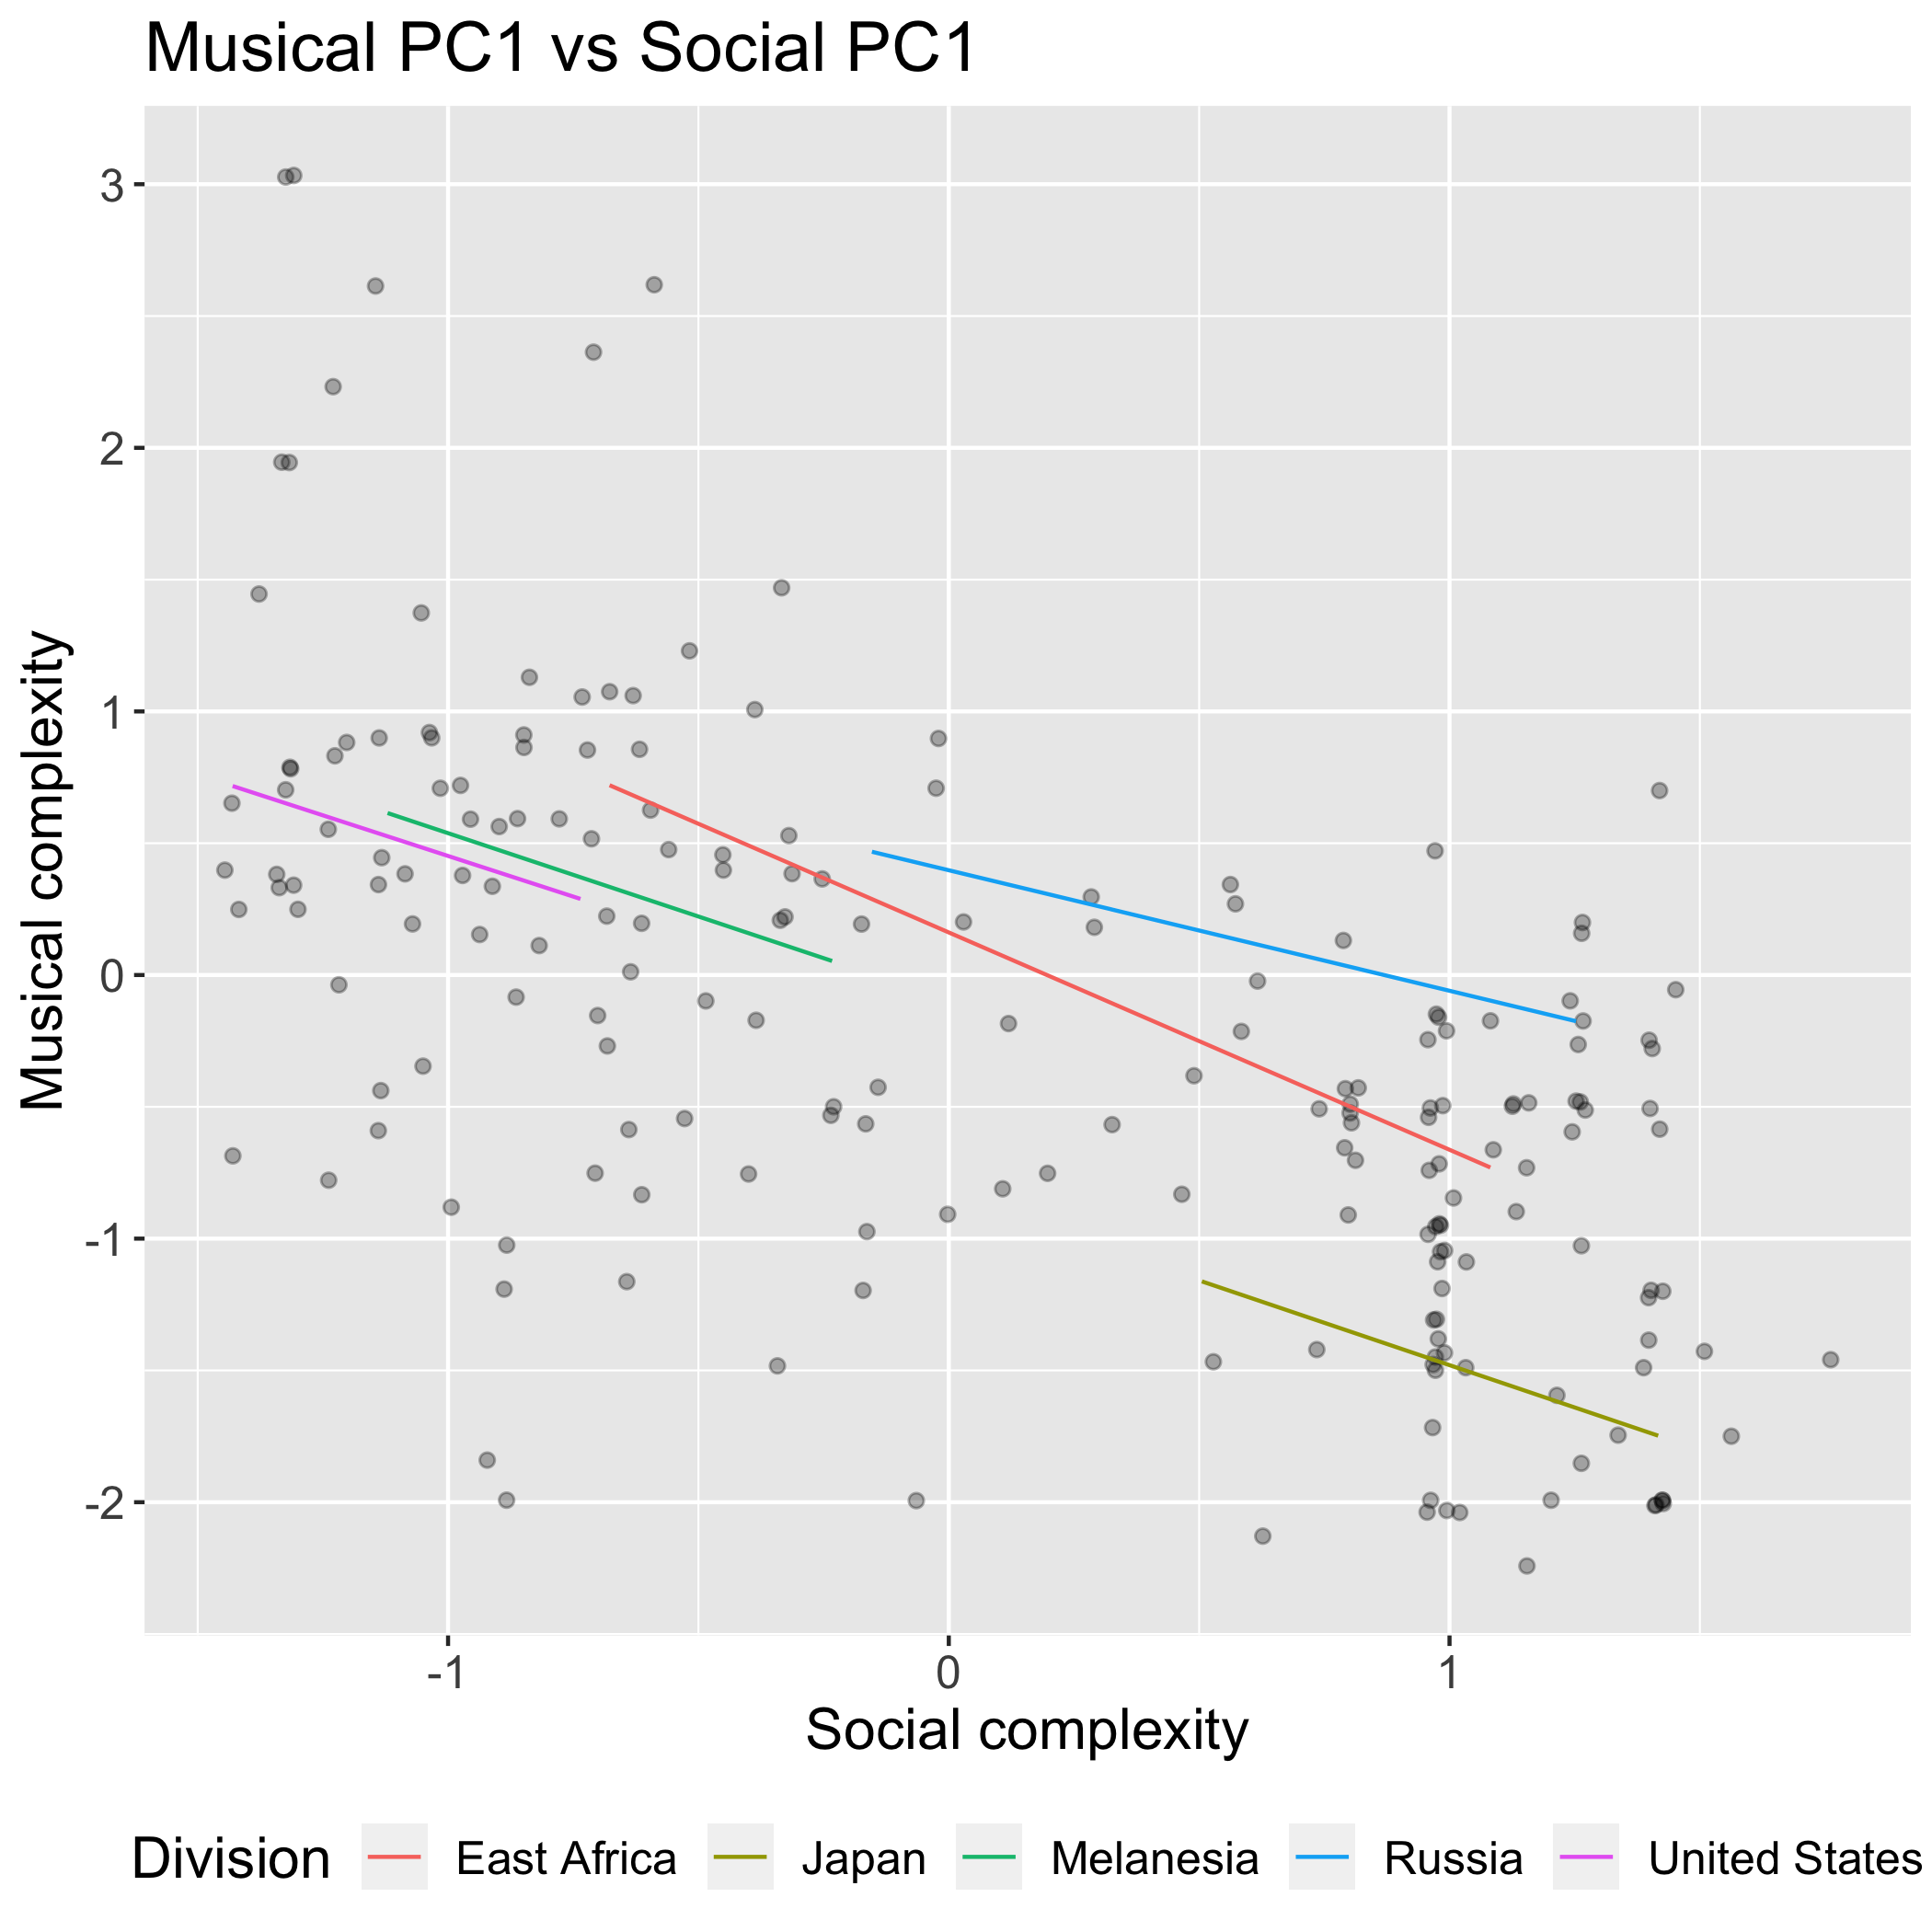 Musical PC1 vs Social PC1
3
2
1
0
-1
-2
Musical complexity
-1 0 1
Social complexity
Division East Africa Japan Melanesia Russia United States